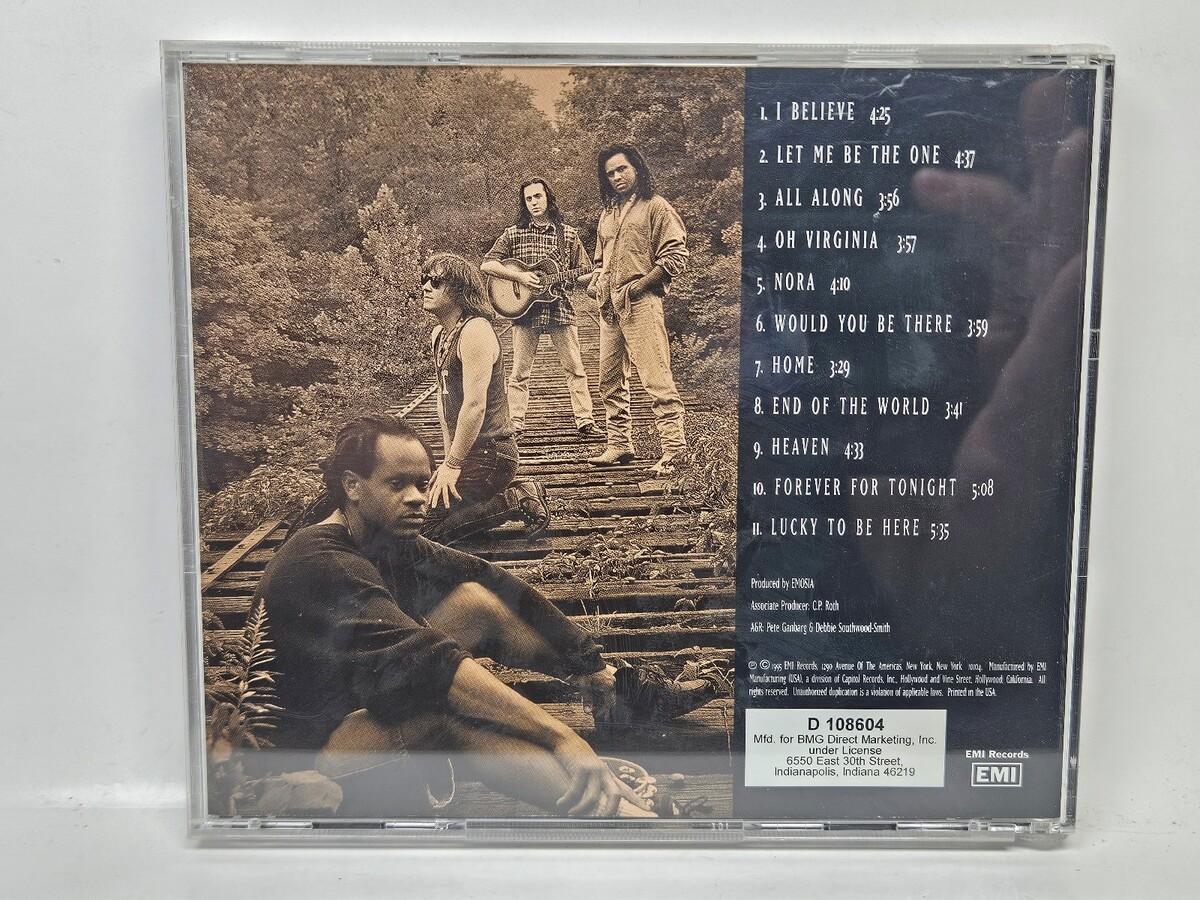 1. I BELIEVE 4:25
2. LET ME BE THE ONE 4:37
3. ALL ALONG 3:56
4. OH VIRGINIA 3:57
5. NORA 4:10
6. WOULD YOU BE THERE 3:59
7. HOME 3:29
8. END OF THE WORLD 3:41
9. HEAVEN 4:33
10. FOREVER FOR TONIGHT 5:08
11. LUCKY TO BE HERE 5:35
Produced by EMOSIA
Associate Producer: C.P. Roth
A&R: Pete Ganbarg & Debbie Southwood-Smith
℗ © 1995 EMI Records, 1290 Avenue Of The Americas, New York, New York 10104. Manufactured by EMI
Manufacturing (USA), a division of Capitol Records, Inc., Hollywood and Vine Street, Hollywood, California. All
rights reserved. Unauthorized duplication is a violation of applicable laws. Printed in the USA.
D 108604
Mfd. for BMG Direct Marketing, Inc.
under License
6550 East 30th Street,
Indianapolis, Indiana 46219
EMI Records
EMI